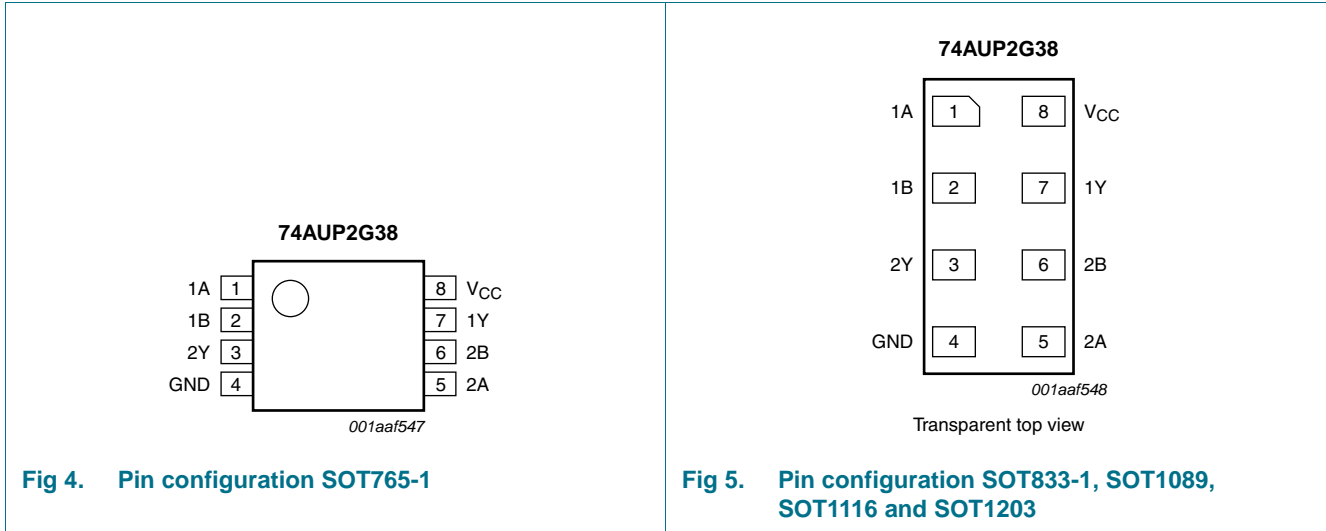 74AUP2G38
1A 1 8 VCC
1B 2 7 1Y
2Y 3 6 2B
GND 4 5 2A
001aaf547
Fig 4. Pin configuration SOT765-1
74AUP2G38
1A 1 8 VCC
1B 2 7 1Y
2Y 3 6 2B
GND 4 5 2A
001aaf548
Transparent top view
Fig 5. Pin configuration SOT833-1, SOT1089,
SOT1116 and SOT1203